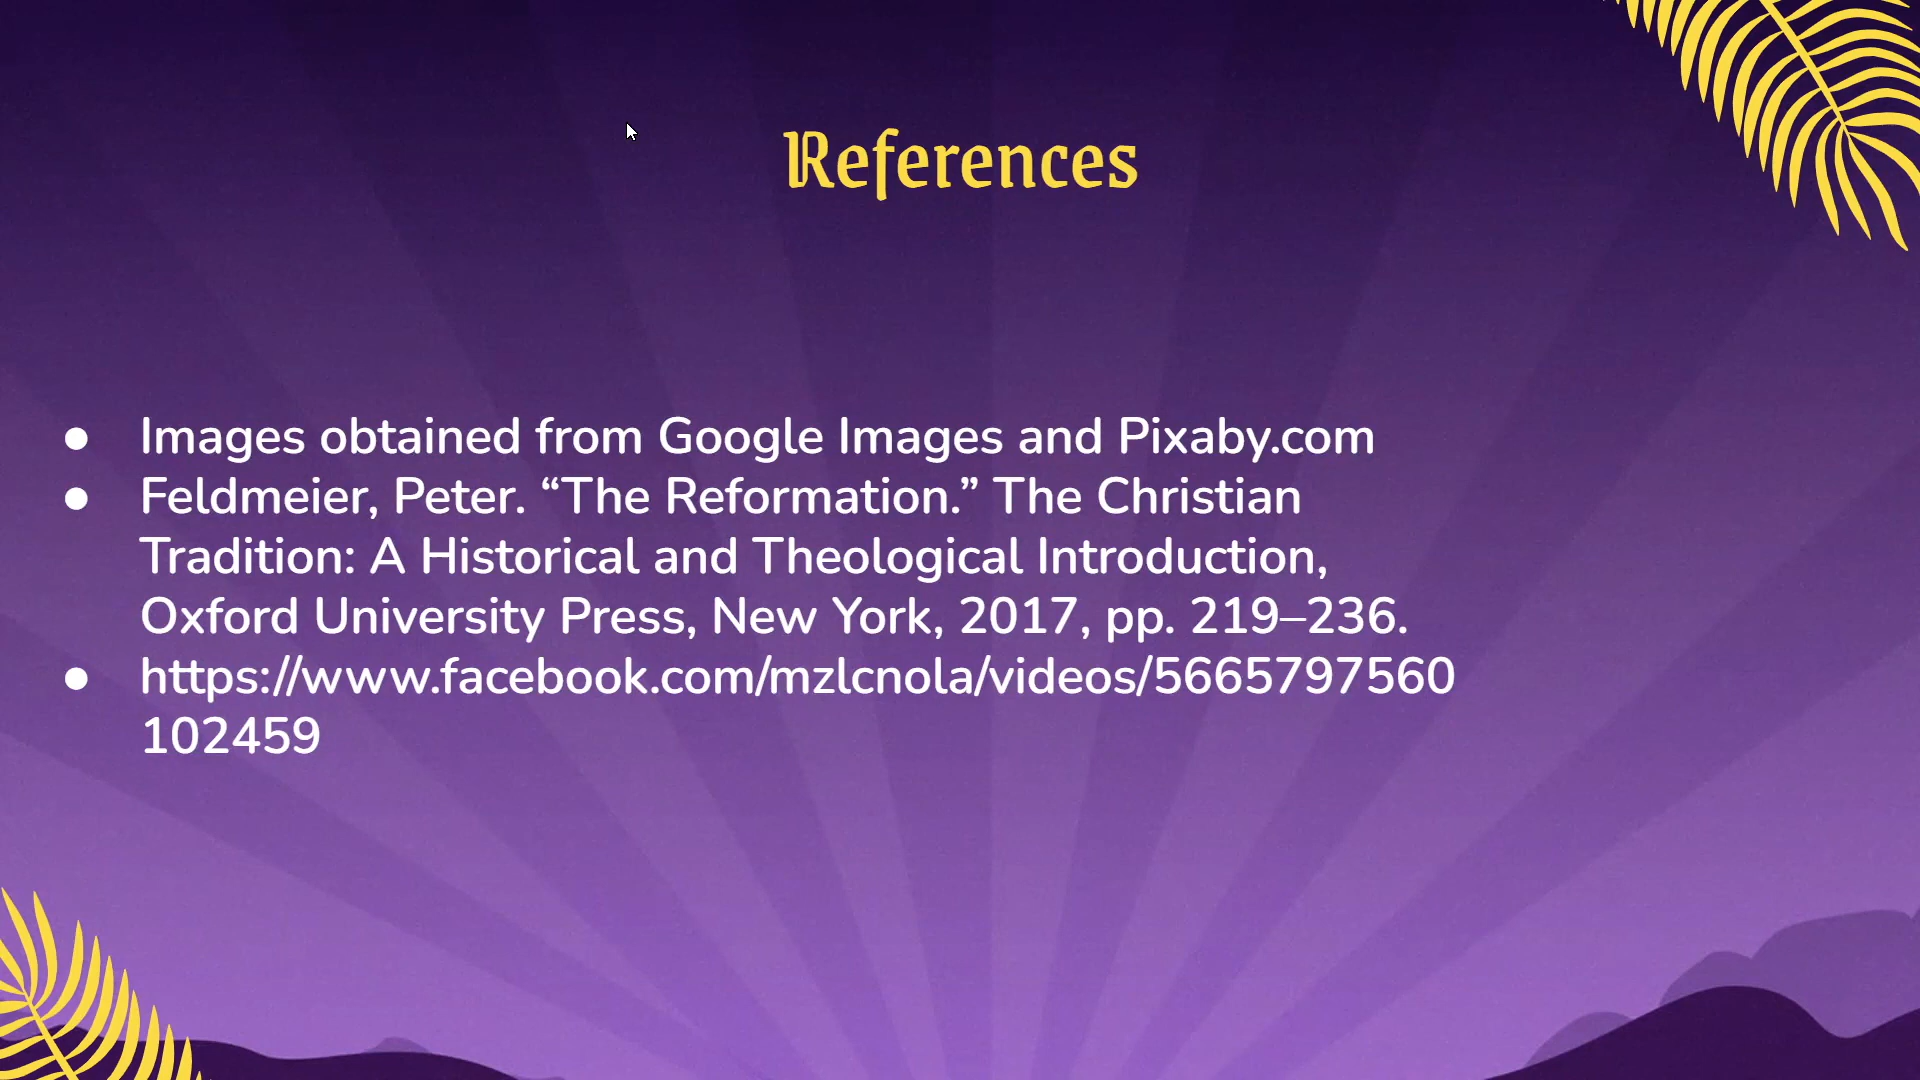 References
● Images obtained from Google Images and Pixaby.com
● Feldmeier, Peter. “The Reformation.” The Christian
Tradition: A Historical and Theological Introduction,
Oxford University Press, New York, 2017, pp. 219–236.
● https://www.facebook.com/mzlcnola/videos/5665797560
102459